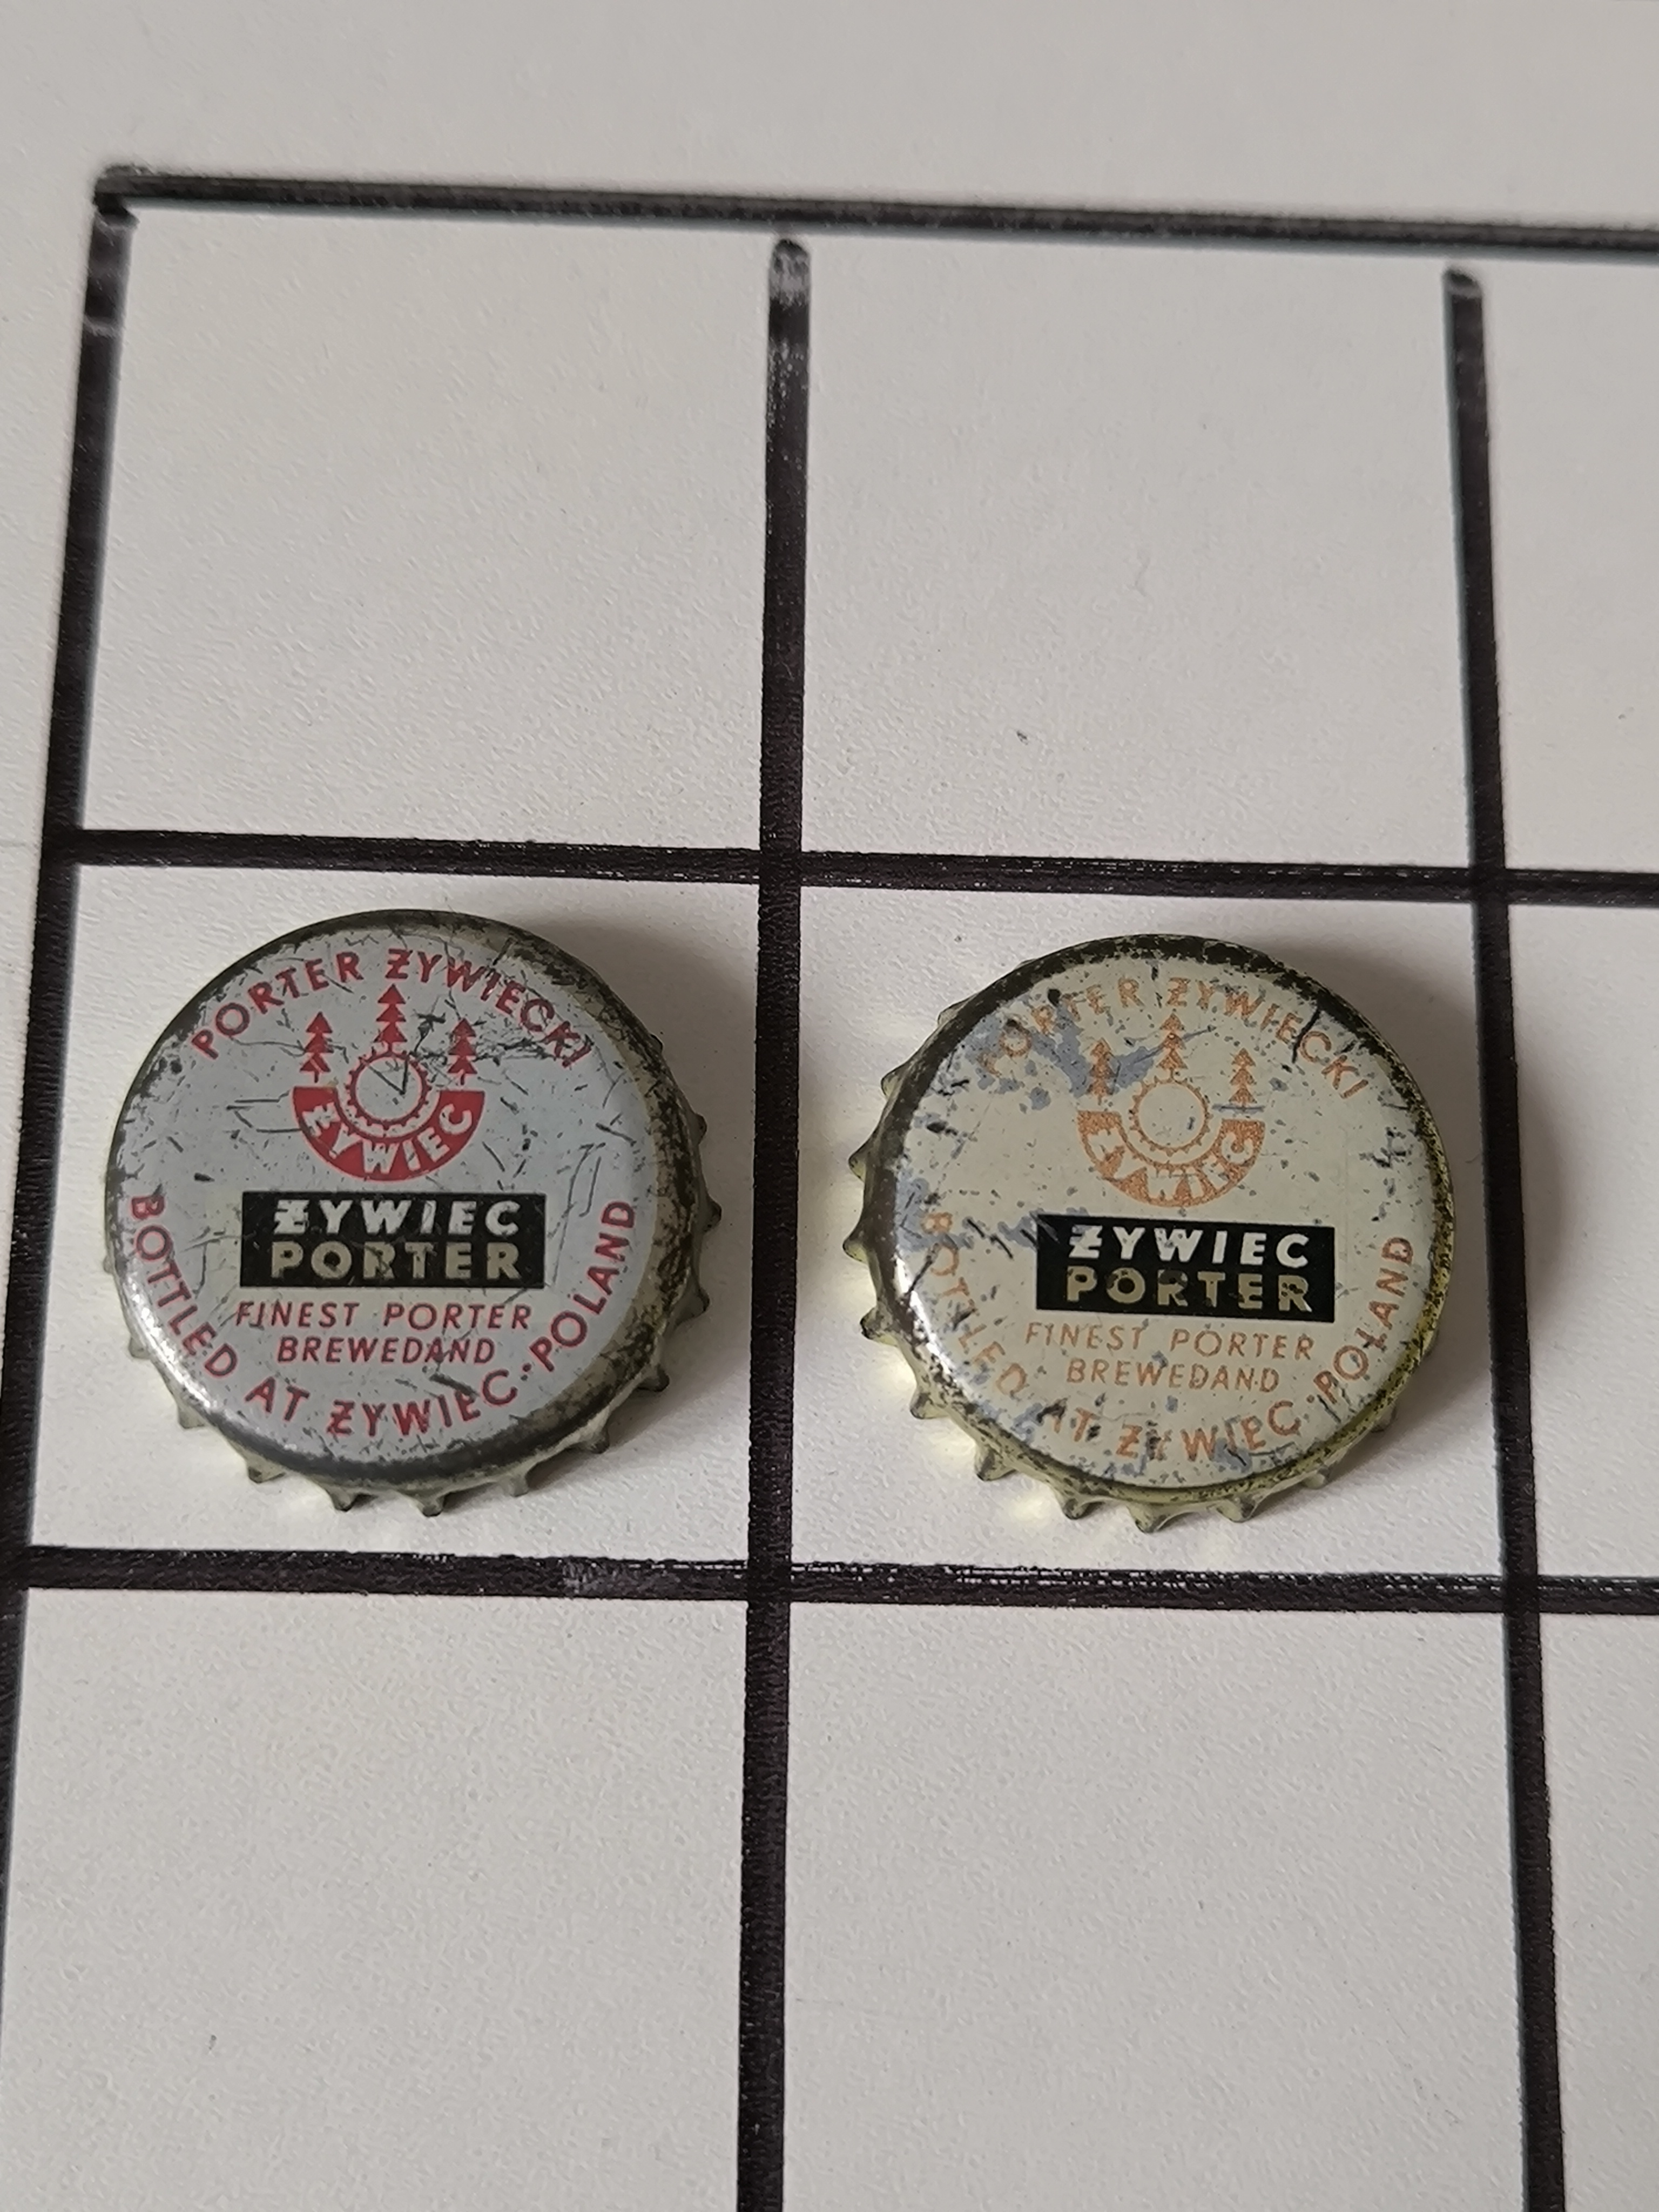 PORTER ŻYWIECKI
ŻYWIEC
ŻYWIEC
PORTER
FINEST PORTER
BREWEDAND
BOTTLED AT ŻYWIEC·POLAND
PORTER ŻYWIECKI
ŻYWIEC
ŻYWIEC
PORTER
FINEST PORTER
BREWEDAND
BOTTLED AT ŻYWIEC·POLAND